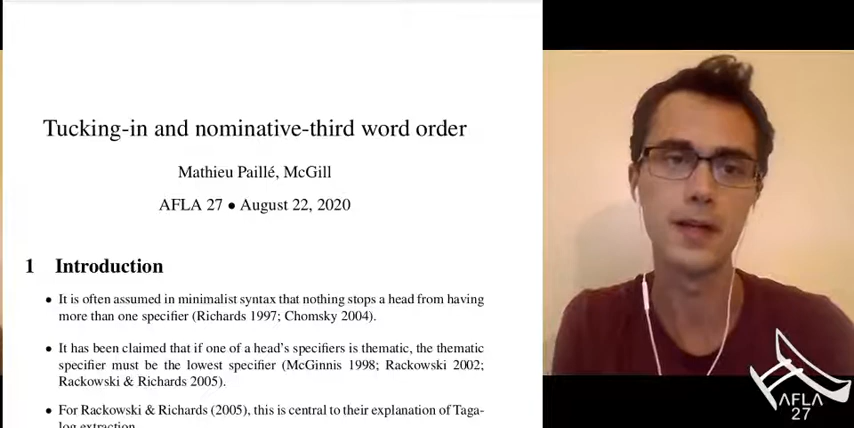 Tucking-in and nominative-third word order
Mathieu Paillé, McGill
AFLA 27 • August 22, 2020
1 Introduction
• It is often assumed in minimalist syntax that nothing stops a head from having
more than one specifier (Richards 1997; Chomsky 2004).
• It has been claimed that if one of a head's specifiers is thematic, the thematic
specifier must be the lowest specifier (McGinnis 1998; Rackowski 2002;
Rackowski & Richards 2005).
• For Rackowski & Richards (2005), this is central to their explanation of Taga-
log extraction.
AFLA
27